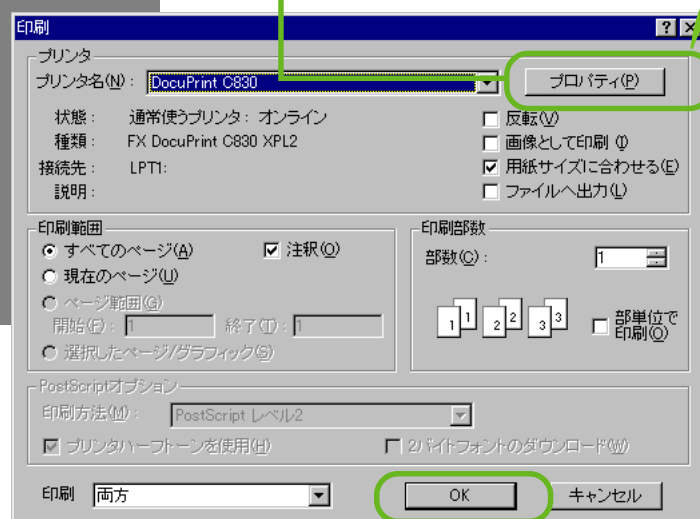 印刷
プリンタ
プリンタ名(N): DocuPrint C830 プロパティ(P)
状態: 通常使うプリンタ: オンライン 反転(V)
種類: FX DocuPrint C830 XPL2 画像として印刷(I)
接続先: LPT1: 用紙サイズに合わせる(E)
説明: ファイルへ出力(L)
印刷範囲 印刷部数
すべてのページ(A) 注釈(O) 部数(C): 1
現在のページ(U)
ページ範囲(G)
開始(F): 1 終了(T): 1 1 1 2 2 3 3 部単位で
印刷(O)
選択したページ/グラフィック(S)
PostScriptオプション
印刷方法(M): PostScript レベル2
プリンタハーフトーンを使用(H) 2バイトフォントのダウンロード(W)
印刷 両方 OK キャンセル